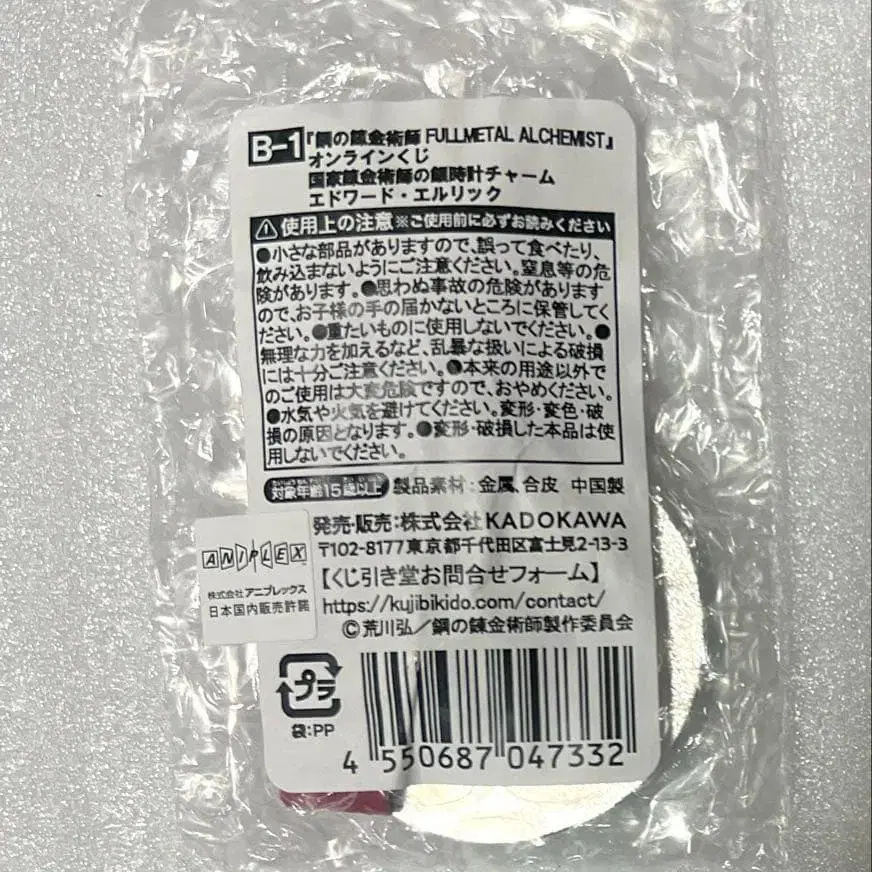 B-1 『鋼の錬金術師 FULLMETAL ALCHEMIST』
オンラインくじ
国家錬金術師の銀時計チャーム
エドワード・エルリック
⚠使用上の注意 ※ご使用前に必ずお読みください
●小さな部品がありますので、誤って食べたり、
飲み込まないようにご注意ください。窒息等の危
険があります。●思わぬ事故の危険があります
ので、お子様の手の届かないところに保管してく
ださい。●重たいものに使用しないでください。●
無理な力を加えるなど、乱暴な扱いによる破損
には十分ご注意ください。●本来の用途以外で
のご使用は大変危険ですので、おやめください。
●水気や火気を避けてください。変形・変色・破
損の原因となります。●変形・破損した本品は使
用しないでください。
対象年齢15歳以上 製品素材:金属、合皮 中国製
発売・販売:株式会社KADOKAWA
〒102-8177東京都千代田区富士見2-13-3
【くじ引き堂お問合せフォーム】
https://kujibikido.com/contact/
©荒川弘/鋼の錬金術師製作委員会
ANIPLEX
株式会社アニプレックス
日本国内販売許諾
プラ
袋:PP
4 550687 047332